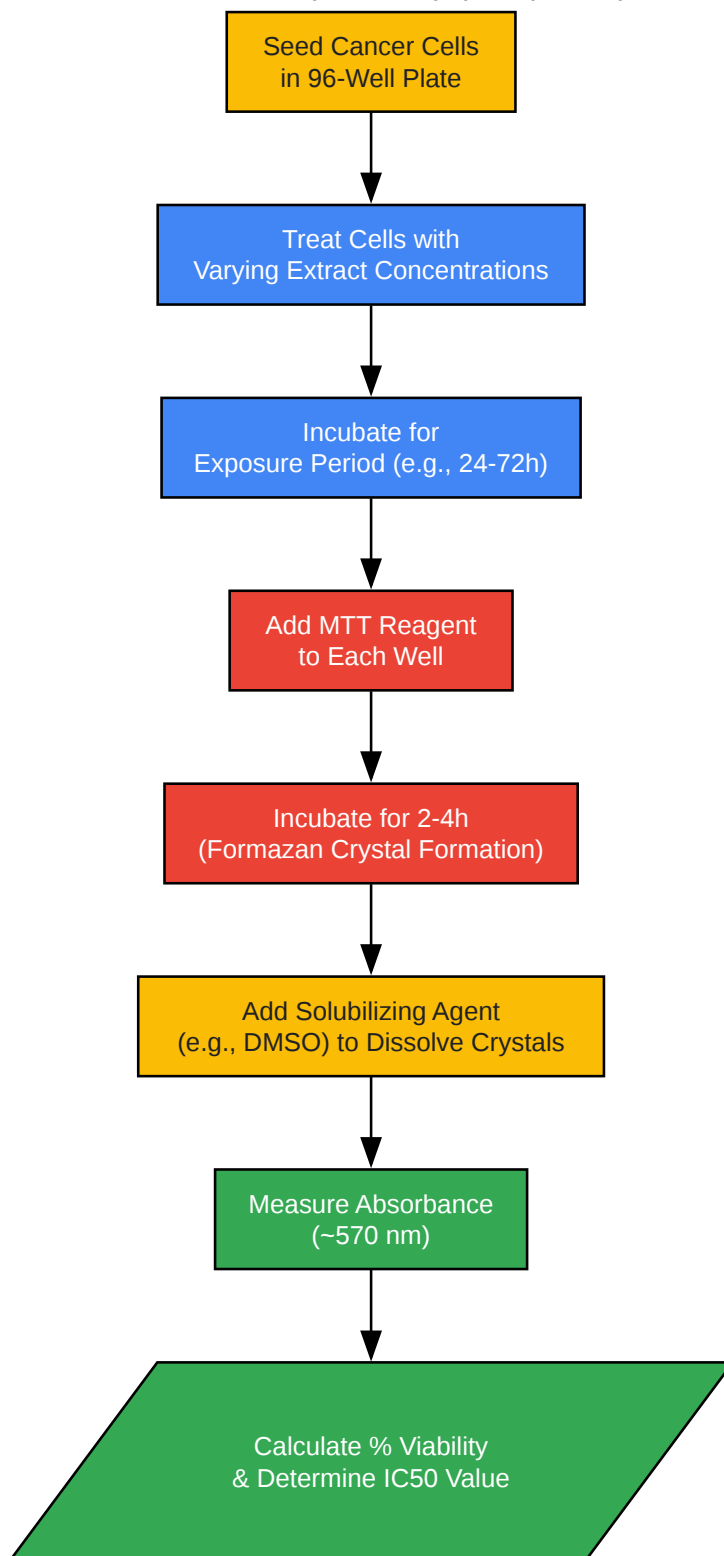 Seed Cancer Cells
in 96-Well Plate
Treat Cells with
Varying Extract Concentrations
Incubate for
Exposure Period (e.g., 24-72h)
Add MTT Reagent
to Each Well
Incubate for 2-4h
(Formazan Crystal Formation)
Add Solubilizing Agent
(e.g., DMSO) to Dissolve Crystals
Measure Absorbance
(~570 nm)
Calculate % Viability
& Determine IC50 Value